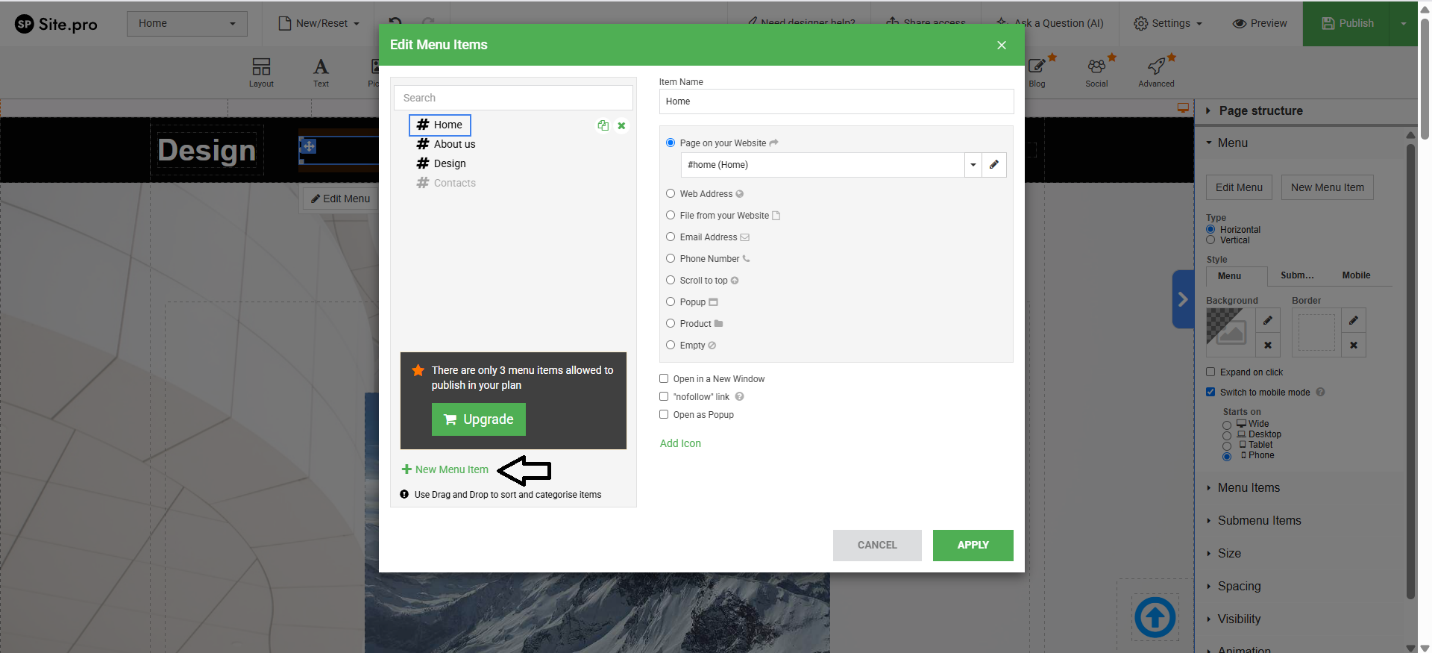 SP Site.pro
Home
New/Reset
Need designer help?
Share access
Ask a Question (AI)
Settings
Preview
Publish
Layout
Text
Blog
Social
Advanced
Design
Edit Menu
Edit Menu Items
Search
Home
About us
Design
Contacts
There are only 3 menu items allowed to
publish in your plan
Upgrade
New Menu Item
Use Drag and Drop to sort and categorise items
Item Name
Home
Page on your Website
#home (Home)
Web Address
File from your Website
Email Address
Phone Number
Scroll to top
Popup
Product
Empty
Open in a New Window
"nofollow" link
Open as Popup
Add Icon
CANCEL
APPLY
Page structure
Menu
Edit Menu
New Menu Item
Type
Horizontal
Vertical
Style
Menu
Subm...
Mobile
Background
Border
Expand on click
Switch to mobile mode
Starts on
Wide
Desktop
Tablet
Phone
Menu Items
Submenu Items
Size
Spacing
Visibility
Animation